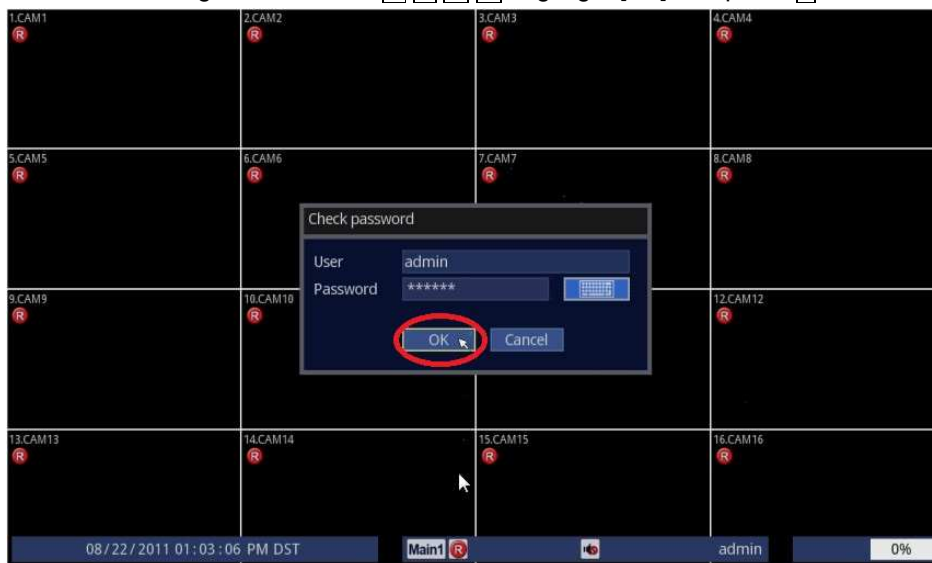 1.CAM1 2.CAM2 3.CAM3 4.CAM4
R R R R
5.CAM5 6.CAM6 7.CAM7 8.CAM8
R R R R
Check password
User admin
Password ******
9.CAM9 10.CAM10 12.CAM12
R R R
OK Cancel
13.CAM13 14.CAM14 15.CAM15 16.CAM16
R R R R
08/22/2011 01:03:06 PM DST Main1 R admin 0%